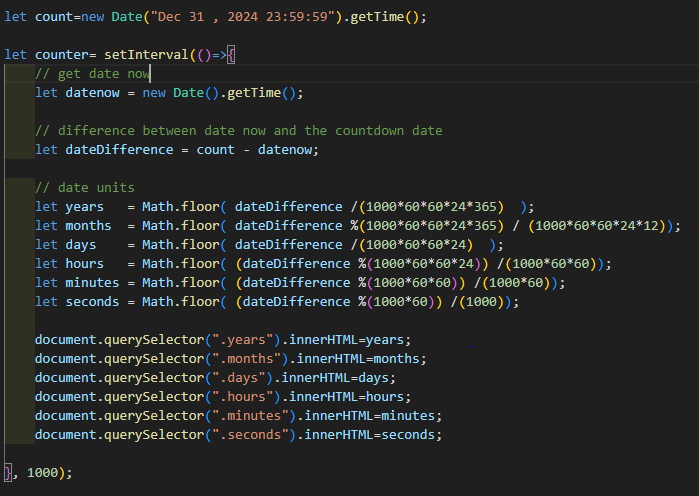 let count=new Date("Dec 31 , 2024 23:59:59").getTime();
let counter= setInterval(()=>{
// get date now
let datenow = new Date().getTime();
// difference between date now and the countdown date
let dateDifference = count - datenow;
// date units
let years   = Math.floor( dateDifference /(1000*60*60*24*365)  );
let months  = Math.floor( dateDifference %(1000*60*60*24*365) / (1000*60*60*24*12));
let days    = Math.floor( dateDifference /(1000*60*60*24)  );
let hours   = Math.floor( (dateDifference %(1000*60*60*24)) /(1000*60*60));
let minutes = Math.floor( (dateDifference %(1000*60*60)) /(1000*60));
let seconds = Math.floor( (dateDifference %(1000*60)) /(1000));
document.querySelector(".years").innerHTML=years;
document.querySelector(".months").innerHTML=months;
document.querySelector(".days").innerHTML=days;
document.querySelector(".hours").innerHTML=hours;
document.querySelector(".minutes").innerHTML=minutes;
document.querySelector(".seconds").innerHTML=seconds;
}, 1000);